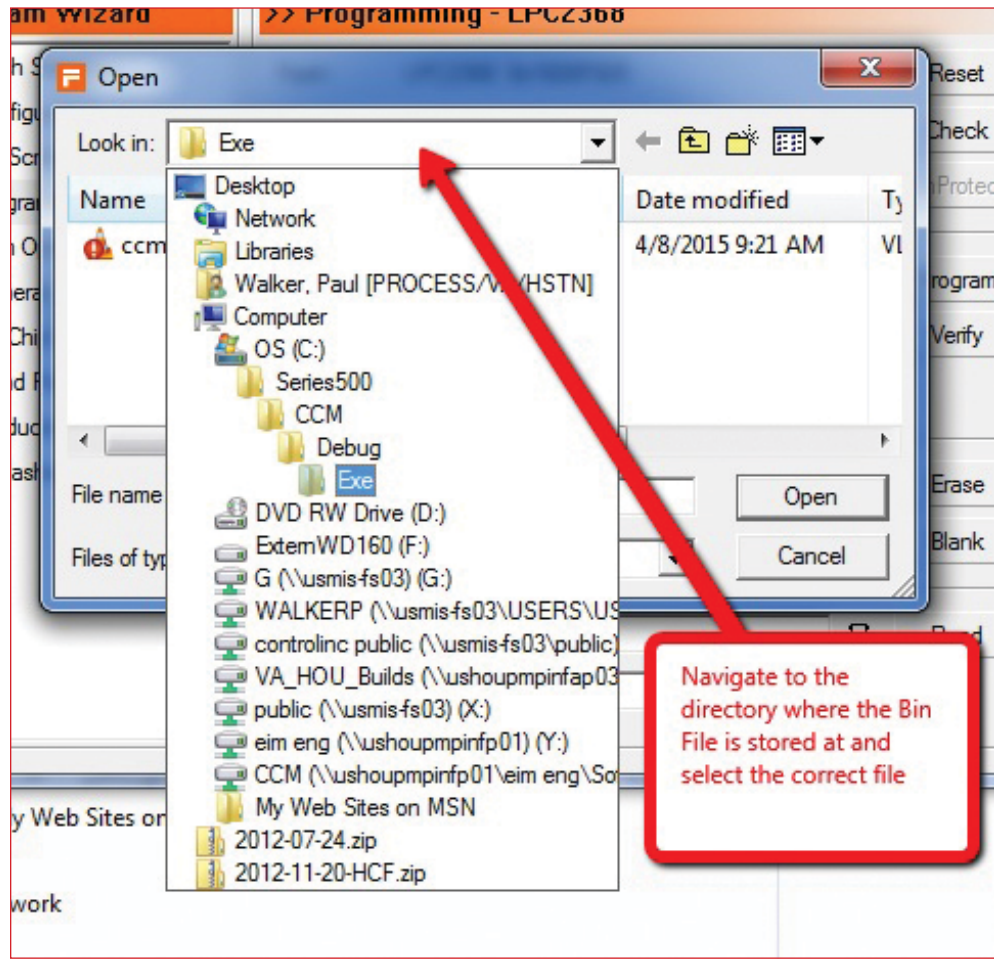 am Wizard >> Programming - LPC2368
Open
Reset
Look in: Exe
Check
Name Date modified Ty
Desktop
Network
ccm 4/8/2015 9:21 AM VL
Libraries
Walker, Paul [PROCESS/VA/HSTN]
rogram
Computer
OS (C:)
Verify
Series500
CCM
Debug
Exe
File name Open
Erase
DVD RW Drive (D:)
ExternWD160 (F:)
Files of typ Cancel
Blank
G (\\usmis-fs03) (G:)
WALKERP (\\usmis-fs03\USERS\US
controlinc public (\\usmis-fs03\public)
VA_HOU_Builds (\\ushoupmpinfap03
public (\\usmis-fs03) (X:)
eim eng (\\ushoupmpinfp01) (Y:)
CCM (\\ushoupmpinfp01\eim eng\Sof
My Web Sites on MSN
2012-07-24.zip
2012-11-20-HCF.zip
Navigate to the
directory where the Bin
File is stored at and
select the correct file
y Web Sites on
work